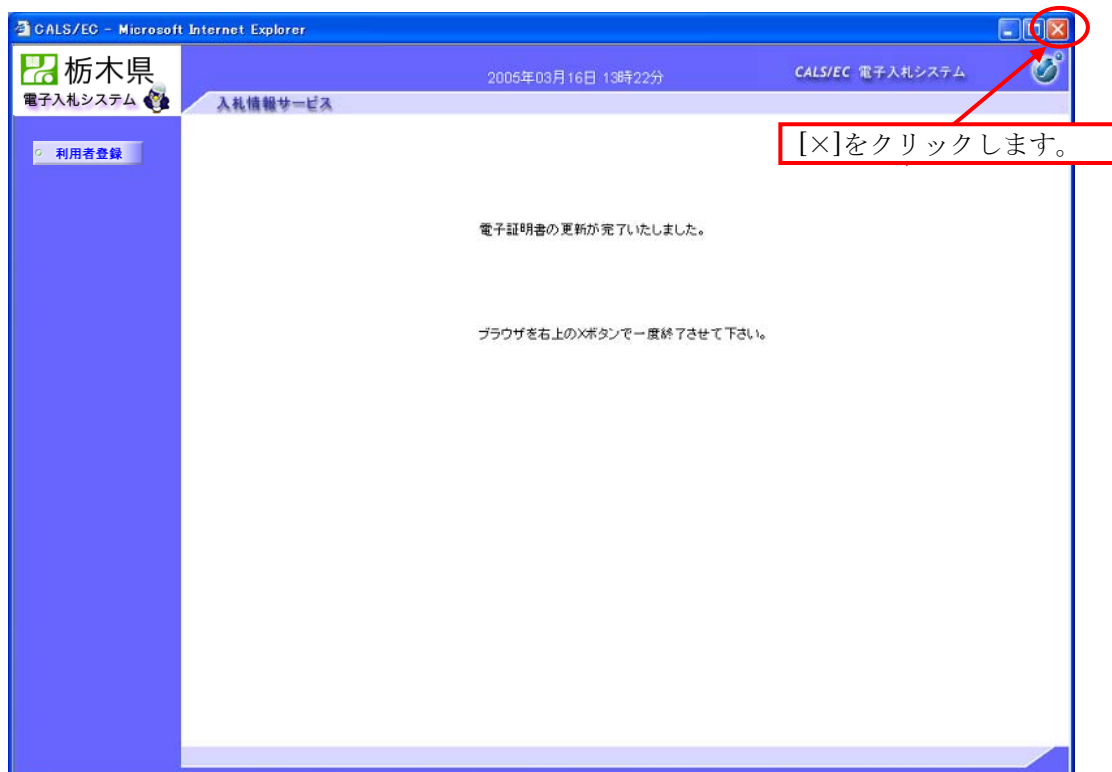 CALS/EC - Microsoft Internet Explorer
栃木県
2005年03月16日 13時22分
CALS/EC 電子入札システム
電子入札システム
入札情報サービス
[×]をクリックします。
利用者登録
電子証明書の更新が完了いたしました。
ブラウザを右上の×ボタンで一度終了させて下さい。